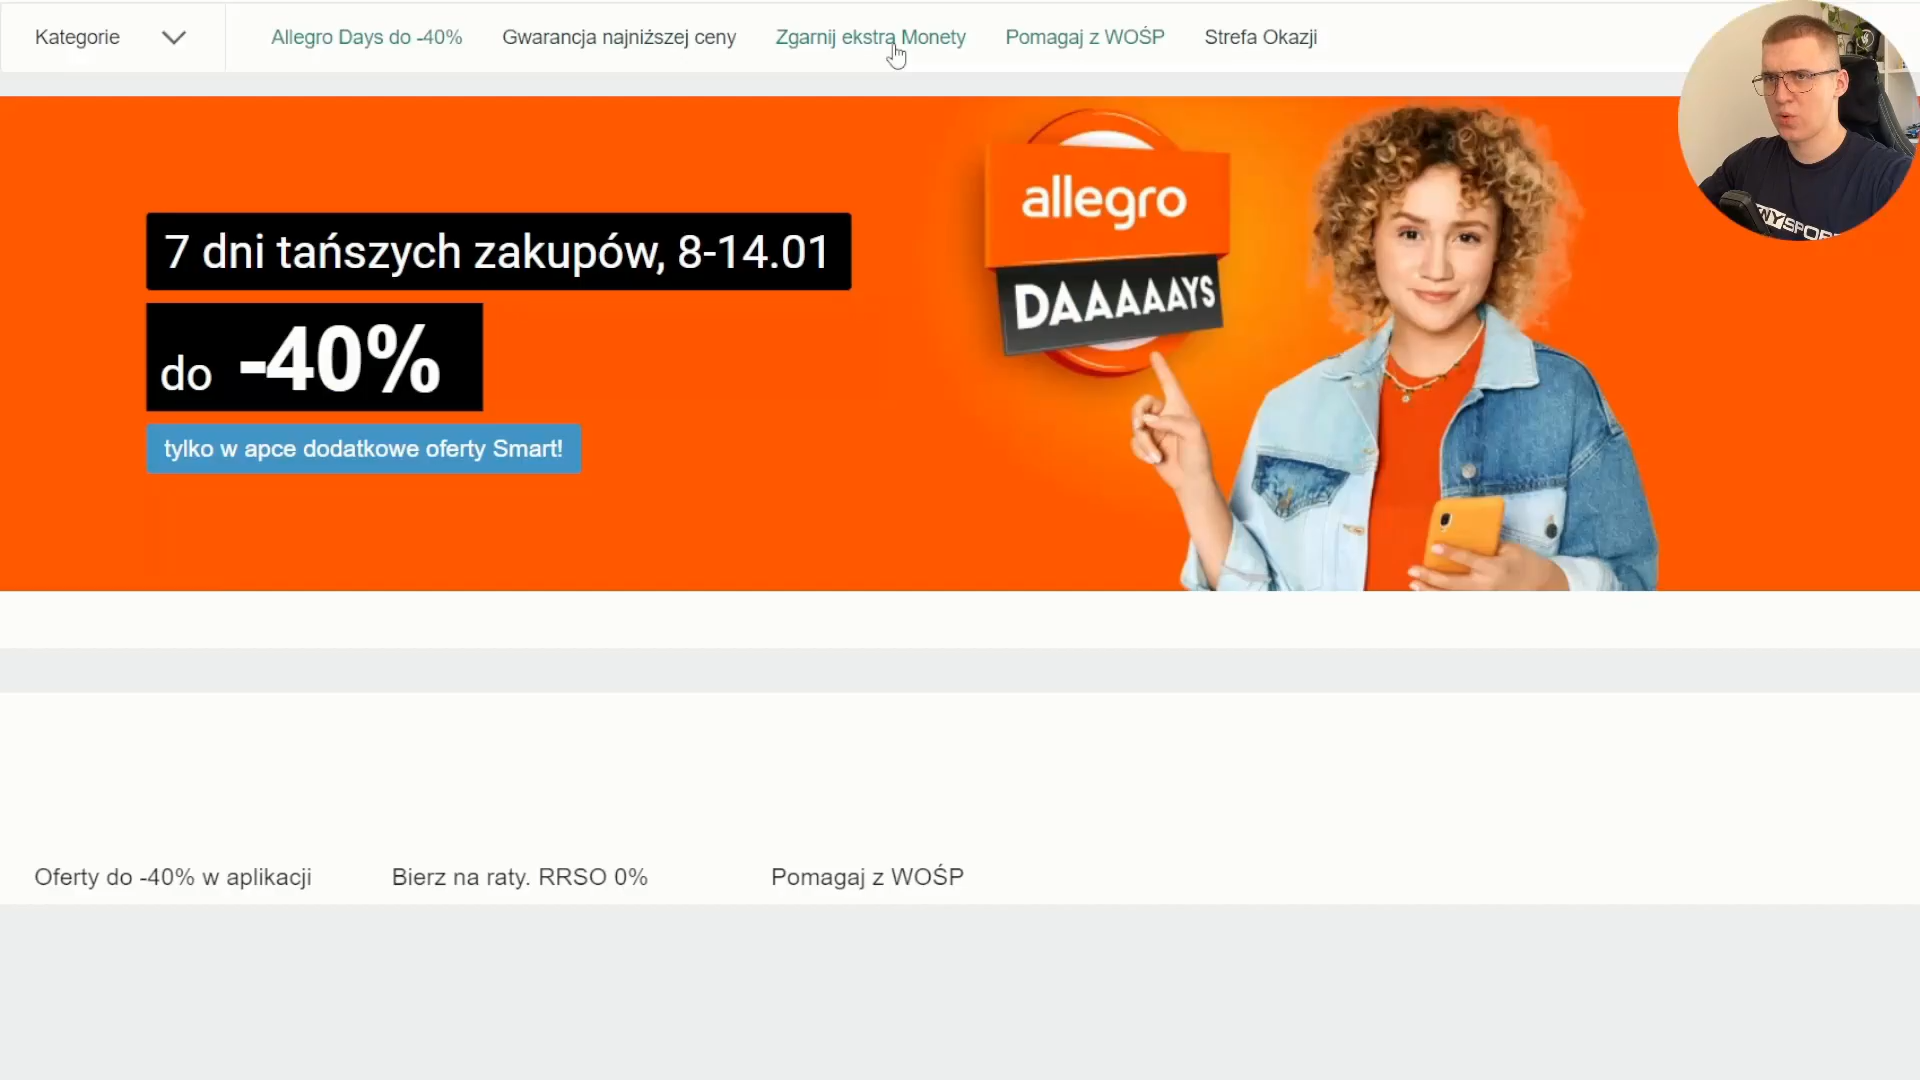 Kategorie
Allegro Days do -40%
Gwarancja najniższej ceny
Zgarnij ekstra Monety
Pomagaj z WOŚP
Strefa Okazji
allegro
DAAAAAYS
7 dni tańszych zakupów, 8-14.01
do -40%
tylko w apce dodatkowe oferty Smart!
Oferty do -40% w aplikacji
Bierz na raty. RRSO 0%
Pomagaj z WOŚP